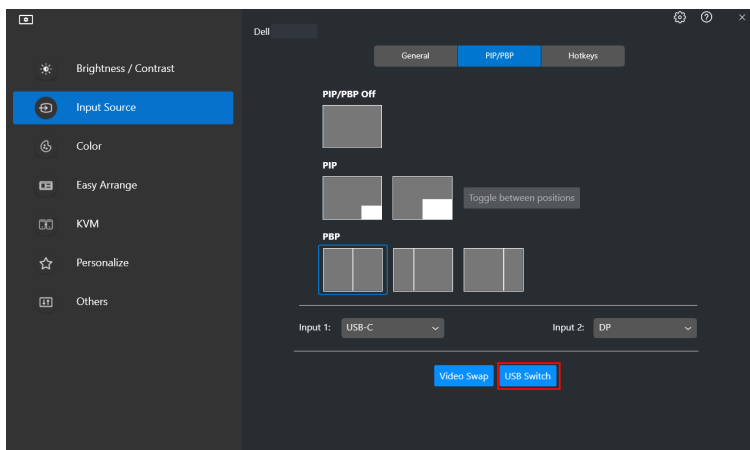 Dell
General
PIP/PBP
Hotkeys
Brightness / Contrast
Input Source
Color
Easy Arrange
KVM
Personalize
Others
PIP/PBP Off
PIP
Toggle between positions
PBP
Input 1: USB-C
Input 2: DP
Video Swap
USB Switch